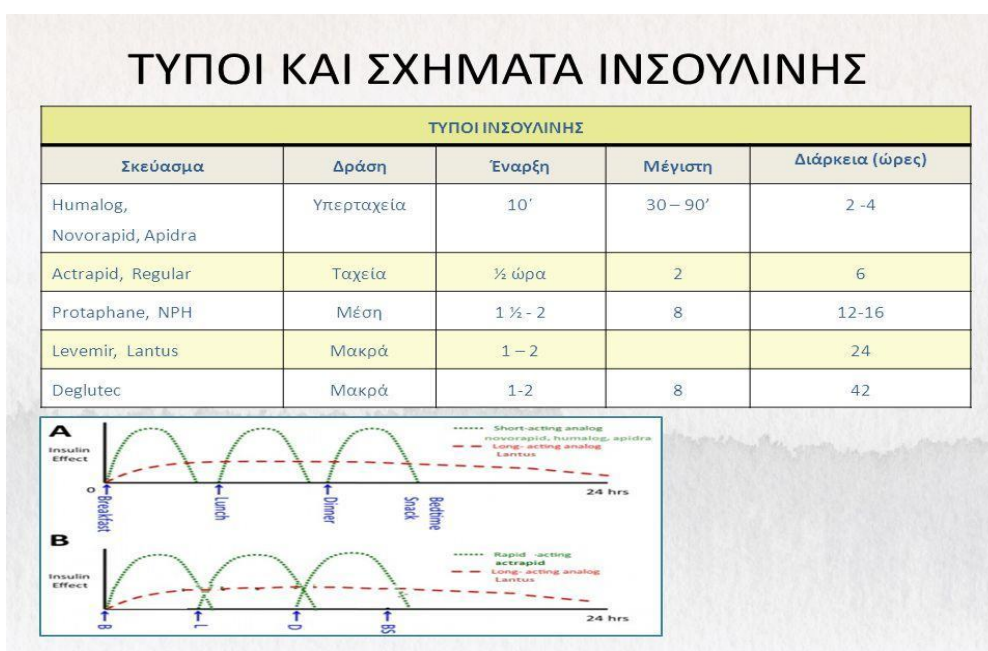 ΤΥΠΟΙ ΚΑΙ ΣΧΗΜΑΤΑ ΙΝΣΟΥΛΙΝΗΣ
ΤΥΠΟΙ ΙΝΣΟΥΛΙΝΗΣ
Σκεύασμα Δράση Έναρξη Μέγιστη Διάρκεια (ώρες)
Humalog, Υπερταχεία 10΄ 30 – 90’ 2 -4
Novorapid, Apidra
Actrapid, Regular Ταχεία ½ ώρα 2 6
Protaphane, NPH Μέση 1 ½ - 2 8 12-16
Levemir, Lantus Μακρά 1 – 2 24
Deglutec Μακρά 1-2 8 42
A
Insulin
Effect
Short-acting analog
novorapid, humalog, apidra
Long- acting analog
Lantus
O
24 hrs
Breakfast
Lunch
Dinner
Snack
Bedtime
B
Insulin
Effect
Rapid -acting
actrapid
Long- acting analog
Lantus
24 hrs
B
L
D
BS